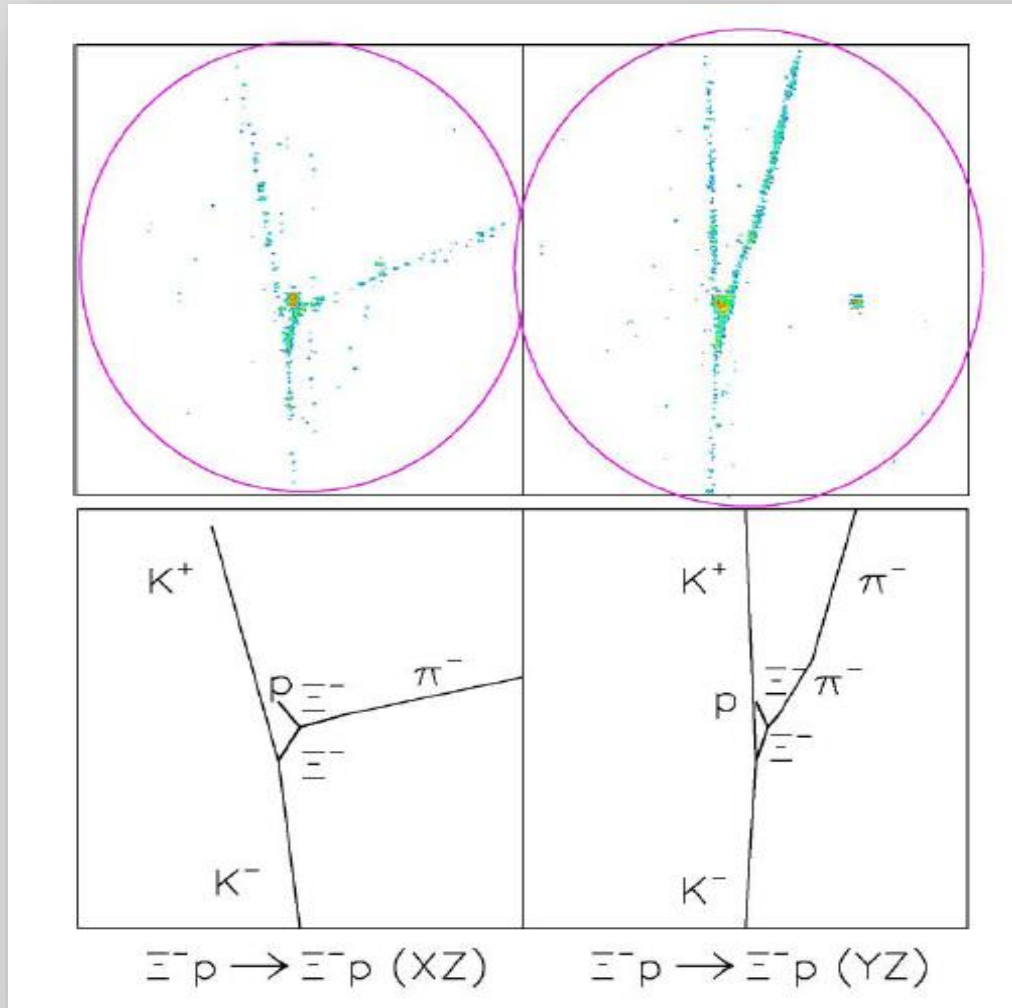 K⁺
p Ξ⁻ π⁻
Ξ⁻
K⁻
K⁺ π⁻
Ξ⁻ π⁻
p
Ξ⁻
K⁻
Ξ⁻p → Ξ⁻p (XZ)
Ξ⁻p → Ξ⁻p (YZ)